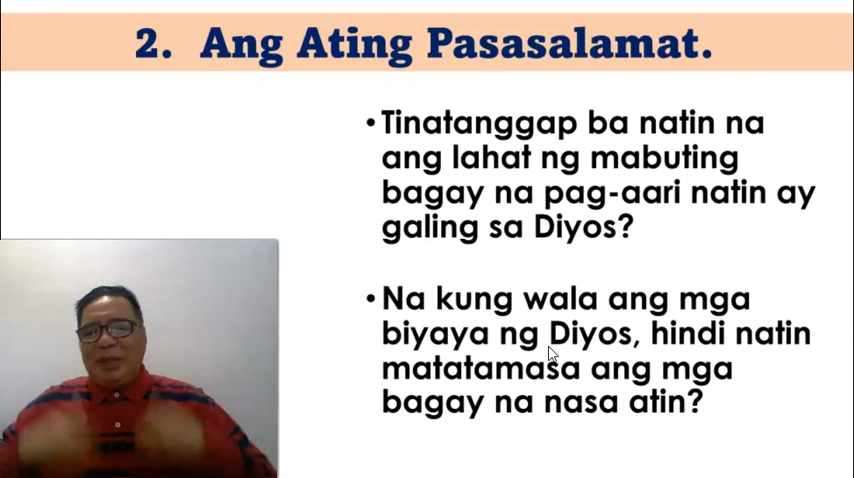 2. Ang Ating Pasasalamat.
• Tinatanggap ba natin na
ang lahat ng mabuting
bagay na pag-aari natin ay
galing sa Diyos?
• Na kung wala ang mga
biyaya ng Diyos, hindi natin
matatamasa ang mga
bagay na nasa atin?